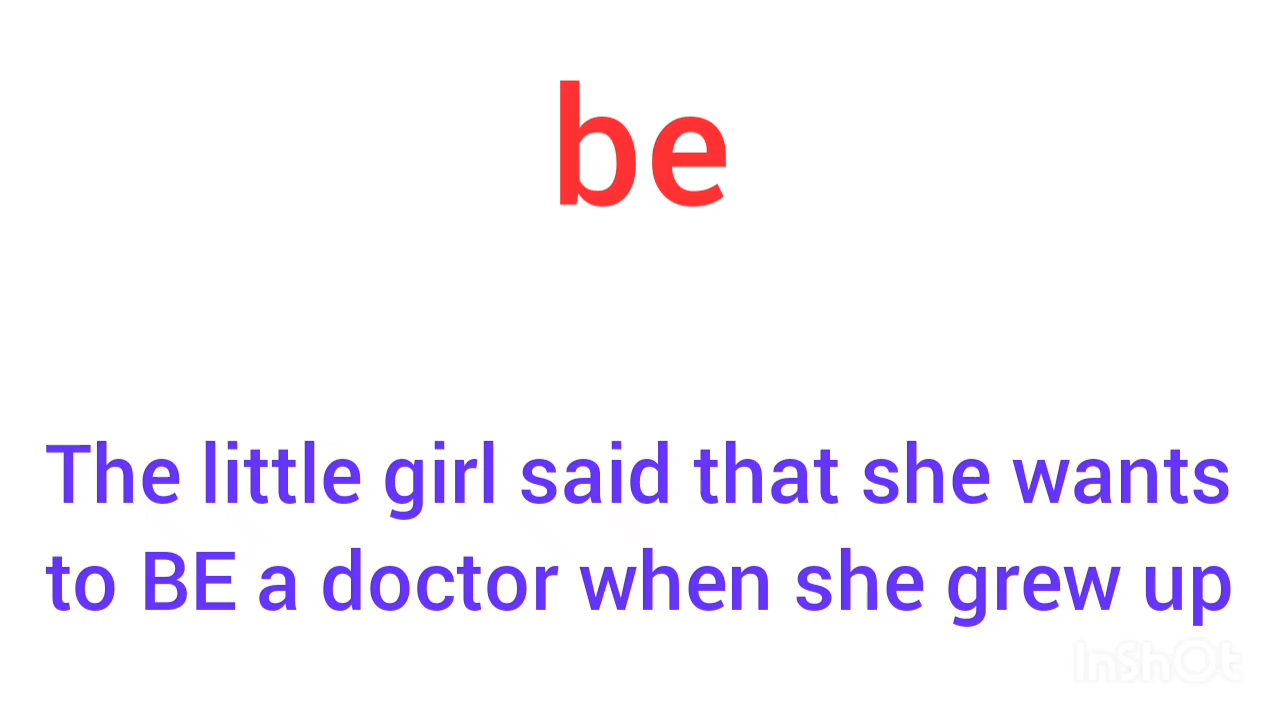 be
The little girl said that she wants
to BE a doctor when she grew up
InShOt